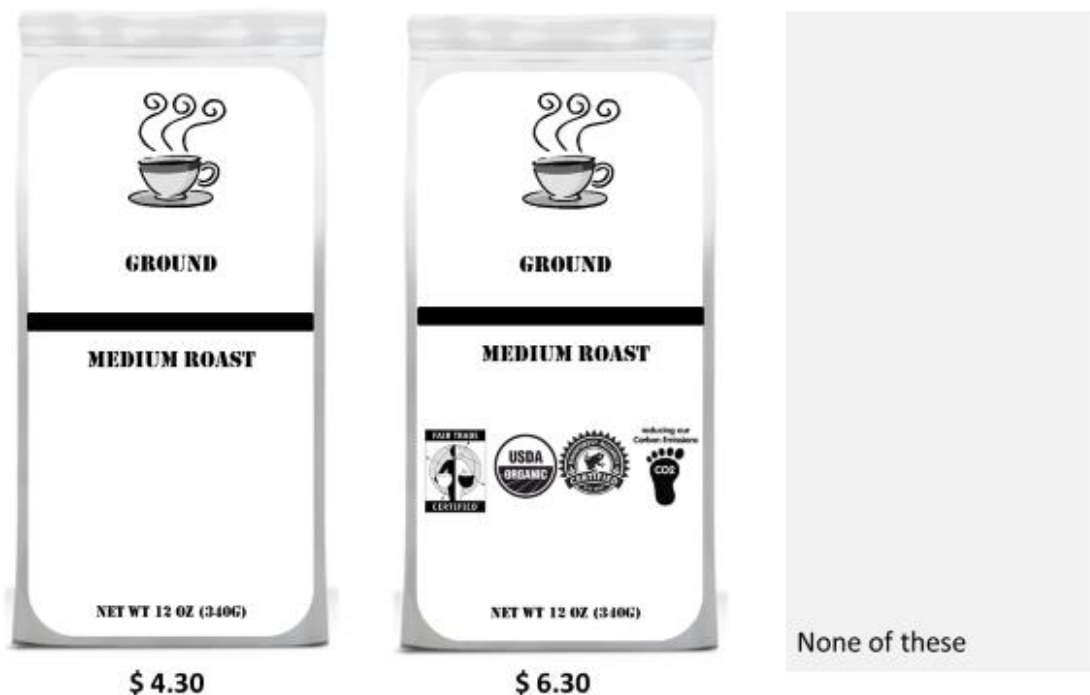 GROUND
MEDIUM ROAST
NET WT 12 OZ (340G)
$ 4.30
GROUND
MEDIUM ROAST
FAIR TRADE
CERTIFIED
USDA
ORGANIC
CERTIFIED
reducing our
Carbon Emissions
CO2
NET WT 12 OZ (340G)
$ 6.30
None of these